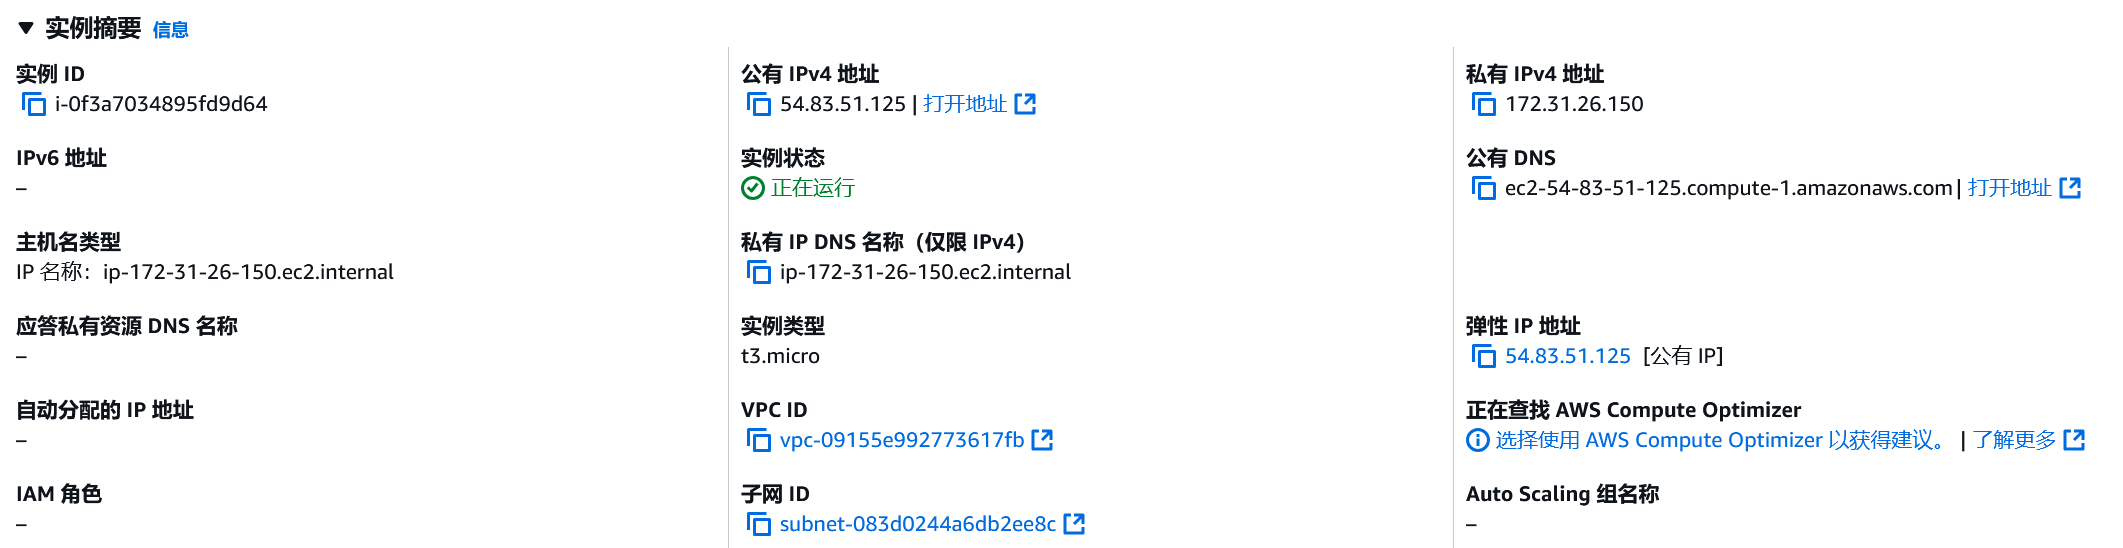 实例摘要 信息
实例 ID
i-0f3a7034895fd9d64
公有 IPv4 地址
54.83.51.125 | 打开地址
私有 IPv4 地址
172.31.26.150
IPv6 地址
–
实例状态
正在运行
公有 DNS
ec2-54-83-51-125.compute-1.amazonaws.com | 打开地址
主机名类型
IP 名称：ip-172-31-26-150.ec2.internal
私有 IP DNS 名称（仅限 IPv4）
ip-172-31-26-150.ec2.internal
应答私有资源 DNS 名称
–
实例类型
t3.micro
弹性 IP 地址
54.83.51.125 [公有 IP]
自动分配的 IP 地址
–
VPC ID
vpc-09155e992773617fb
正在查找 AWS Compute Optimizer
选择使用 AWS Compute Optimizer 以获得建议。 | 了解更多
IAM 角色
–
子网 ID
subnet-083d0244a6db2ee8c
Auto Scaling 组名称
–